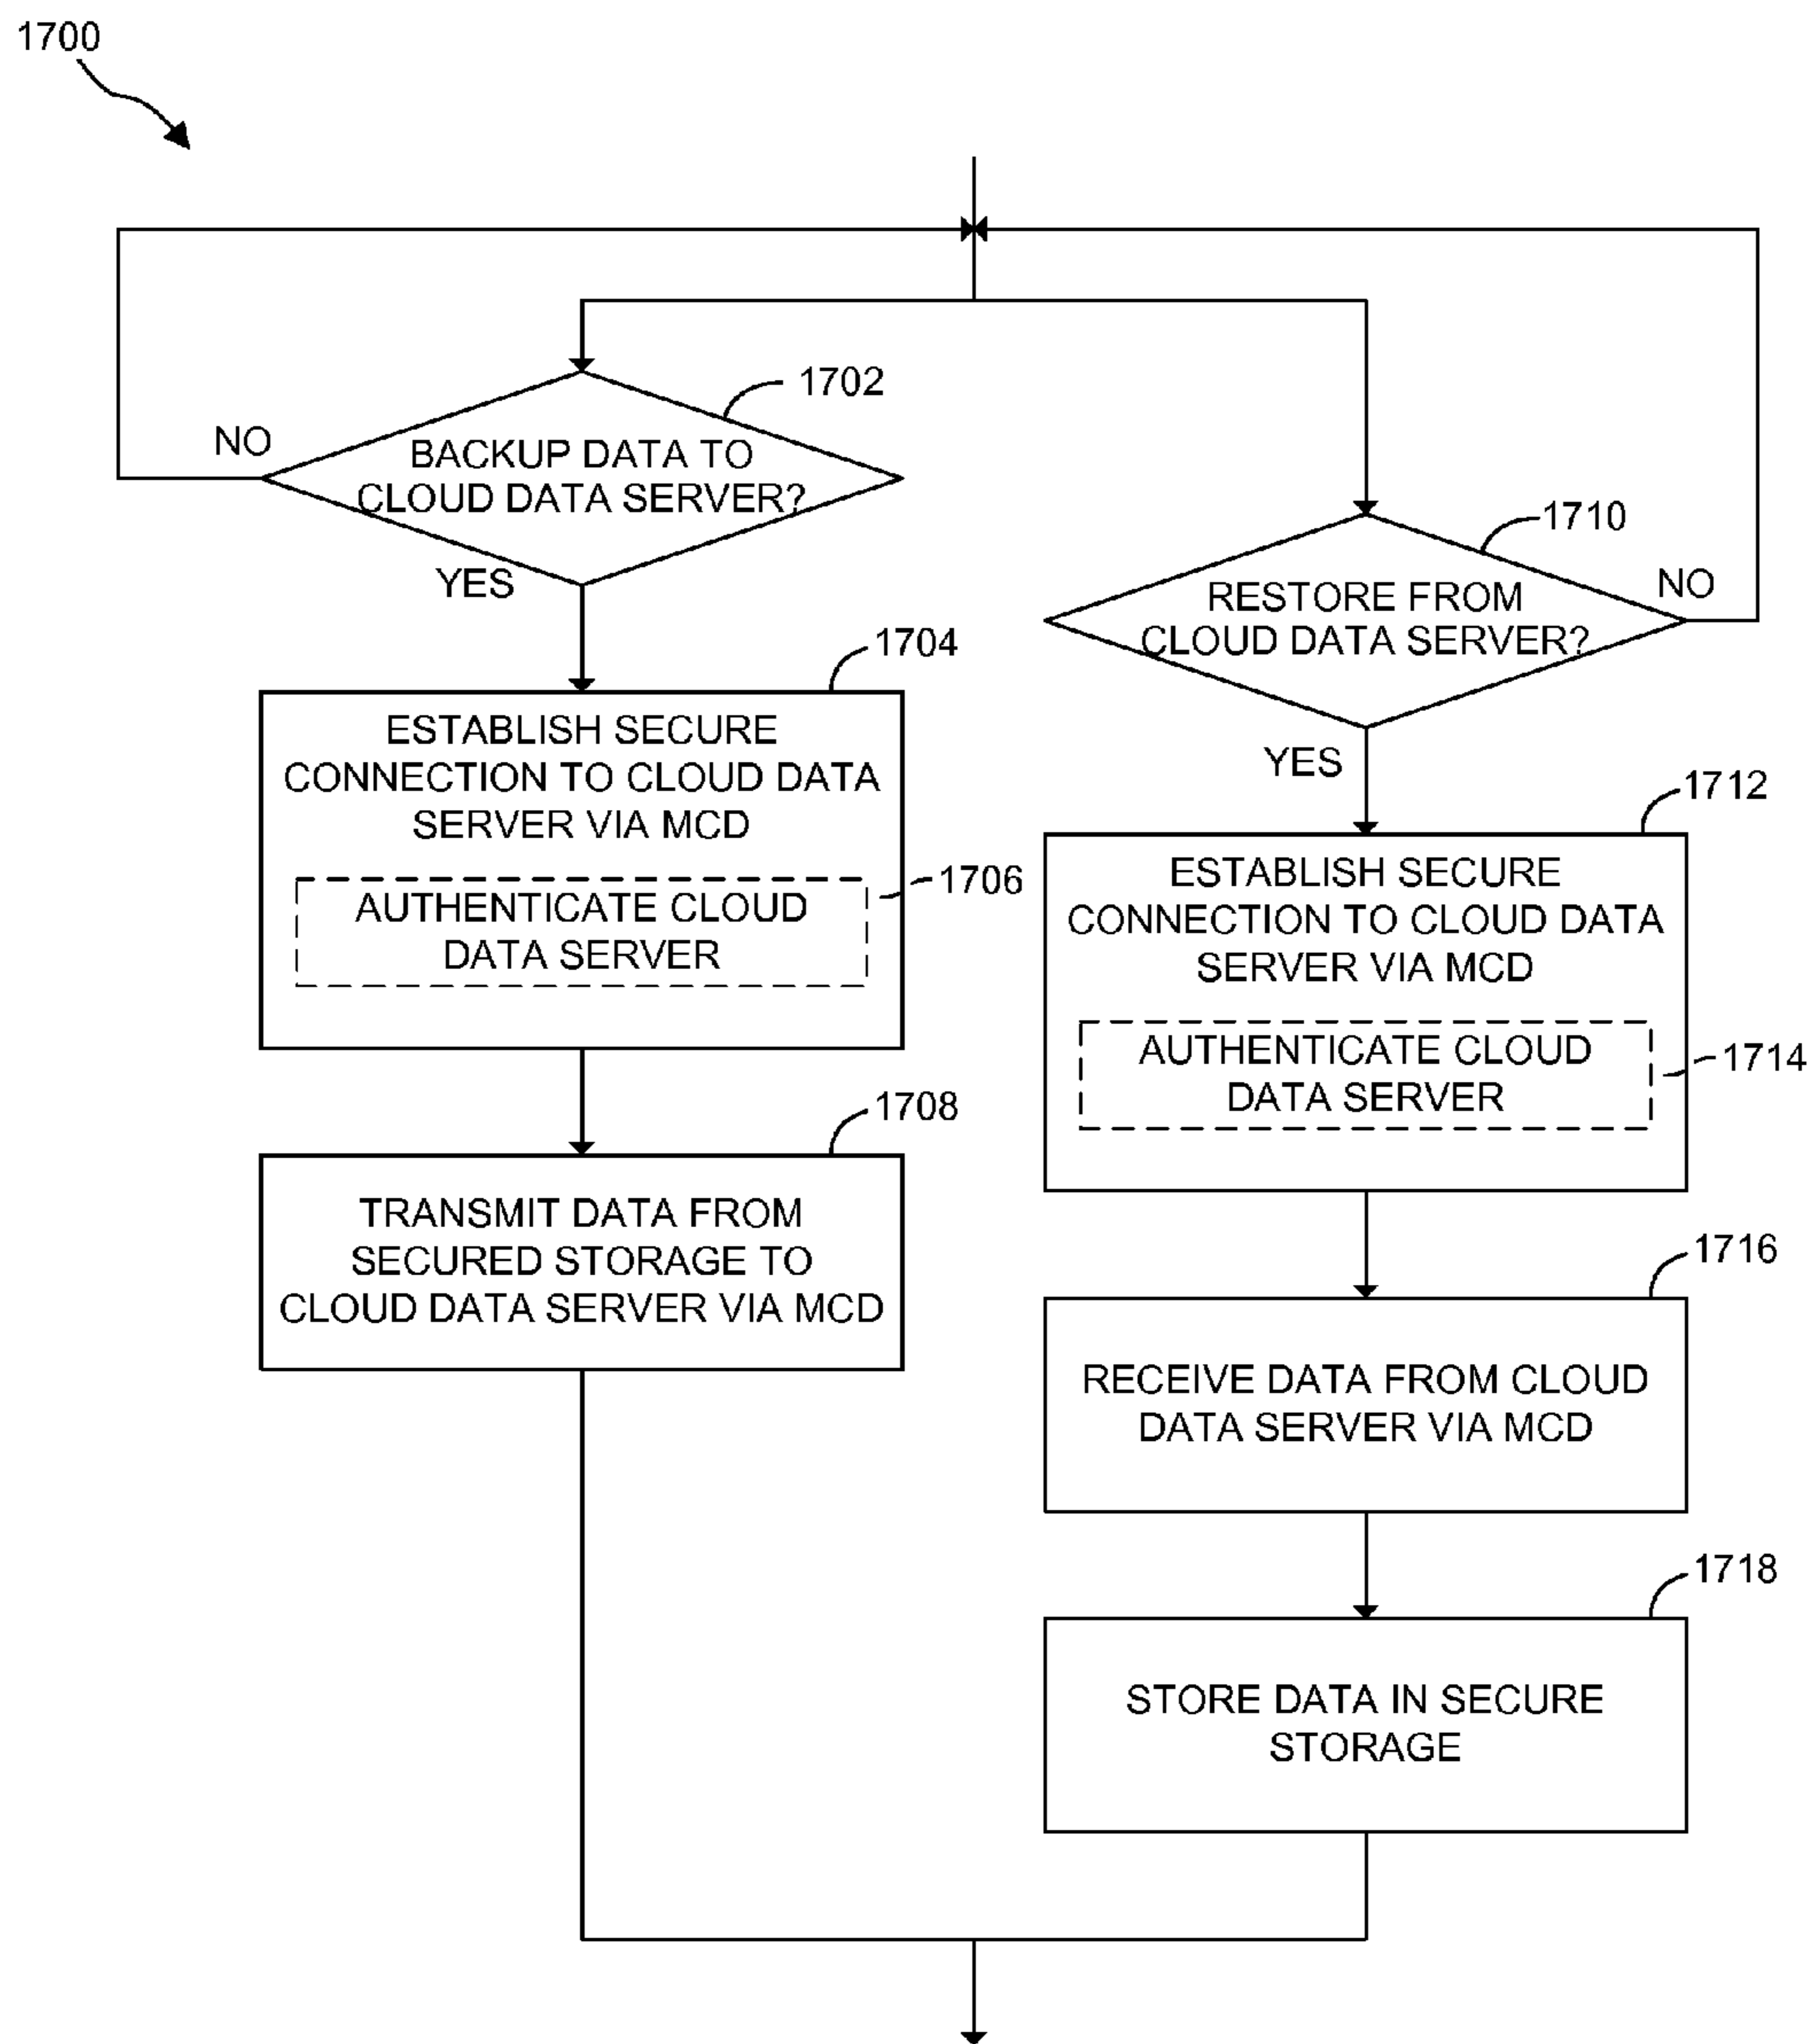 1700
1702
NO
BACKUP DATA TO
CLOUD DATA SERVER?
YES
1704
ESTABLISH SECURE
CONNECTION TO CLOUD DATA
SERVER VIA MCD
1706
AUTHENTICATE CLOUD
DATA SERVER
1708
TRANSMIT DATA FROM
SECURED STORAGE TO
CLOUD DATA SERVER VIA MCD
1710
NO
RESTORE FROM
CLOUD DATA SERVER?
YES
1712
ESTABLISH SECURE
CONNECTION TO CLOUD DATA
SERVER VIA MCD
AUTHENTICATE CLOUD
DATA SERVER
1714
1716
RECEIVE DATA FROM CLOUD
DATA SERVER VIA MCD
1718
STORE DATA IN SECURE
STORAGE